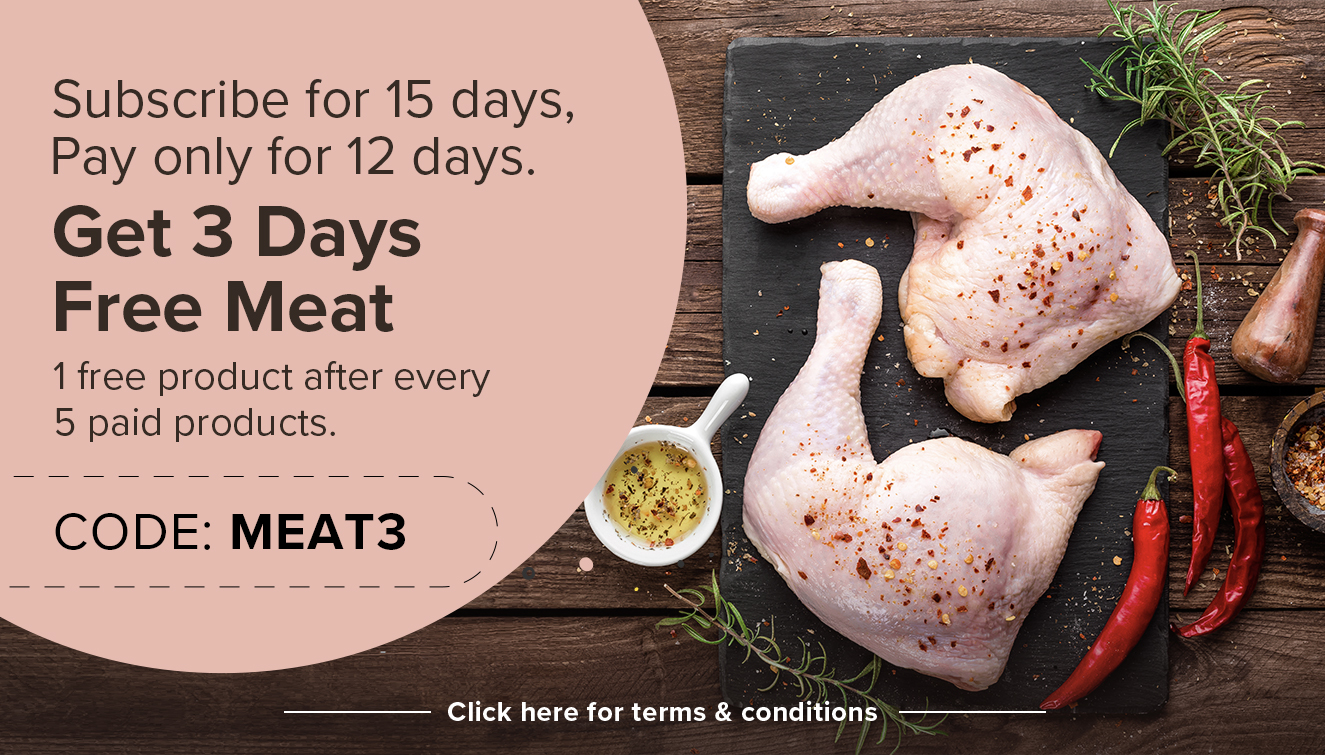 Subscribe for 15 days,
Pay only for 12 days.
Get 3 Days
Free Meat
1 free product after every
5 paid products.
CODE: MEAT3
Click here for terms & conditions